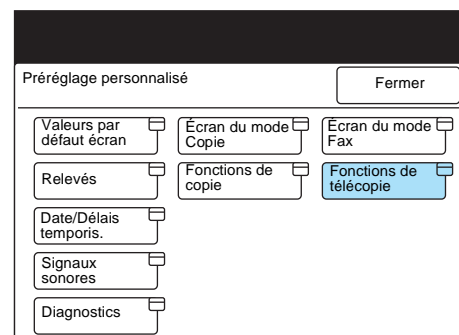 Préréglage personnalisé
Fermer
Valeurs par
défaut écran
Écran du mode
Copie
Écran du mode
Fax
Relevés
Fonctions de
copie
Fonctions de
télécopie
Date/Délais
temporis.
Signaux
sonores
Diagnostics